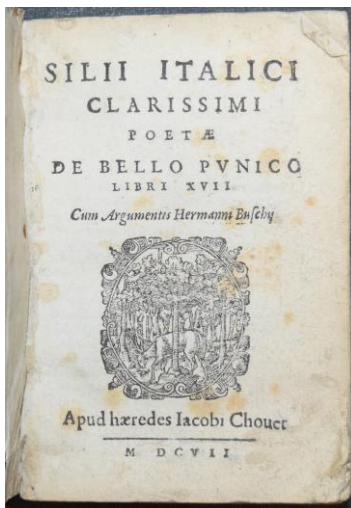 SILII ITALICI
CLARISSIMI
POETÆ
DE BELLO PVNICO
LIBRI XVII
Cum Argumentis Hermanni Buſchij
Apud hæredes Iacobi Chouet
M DCVII